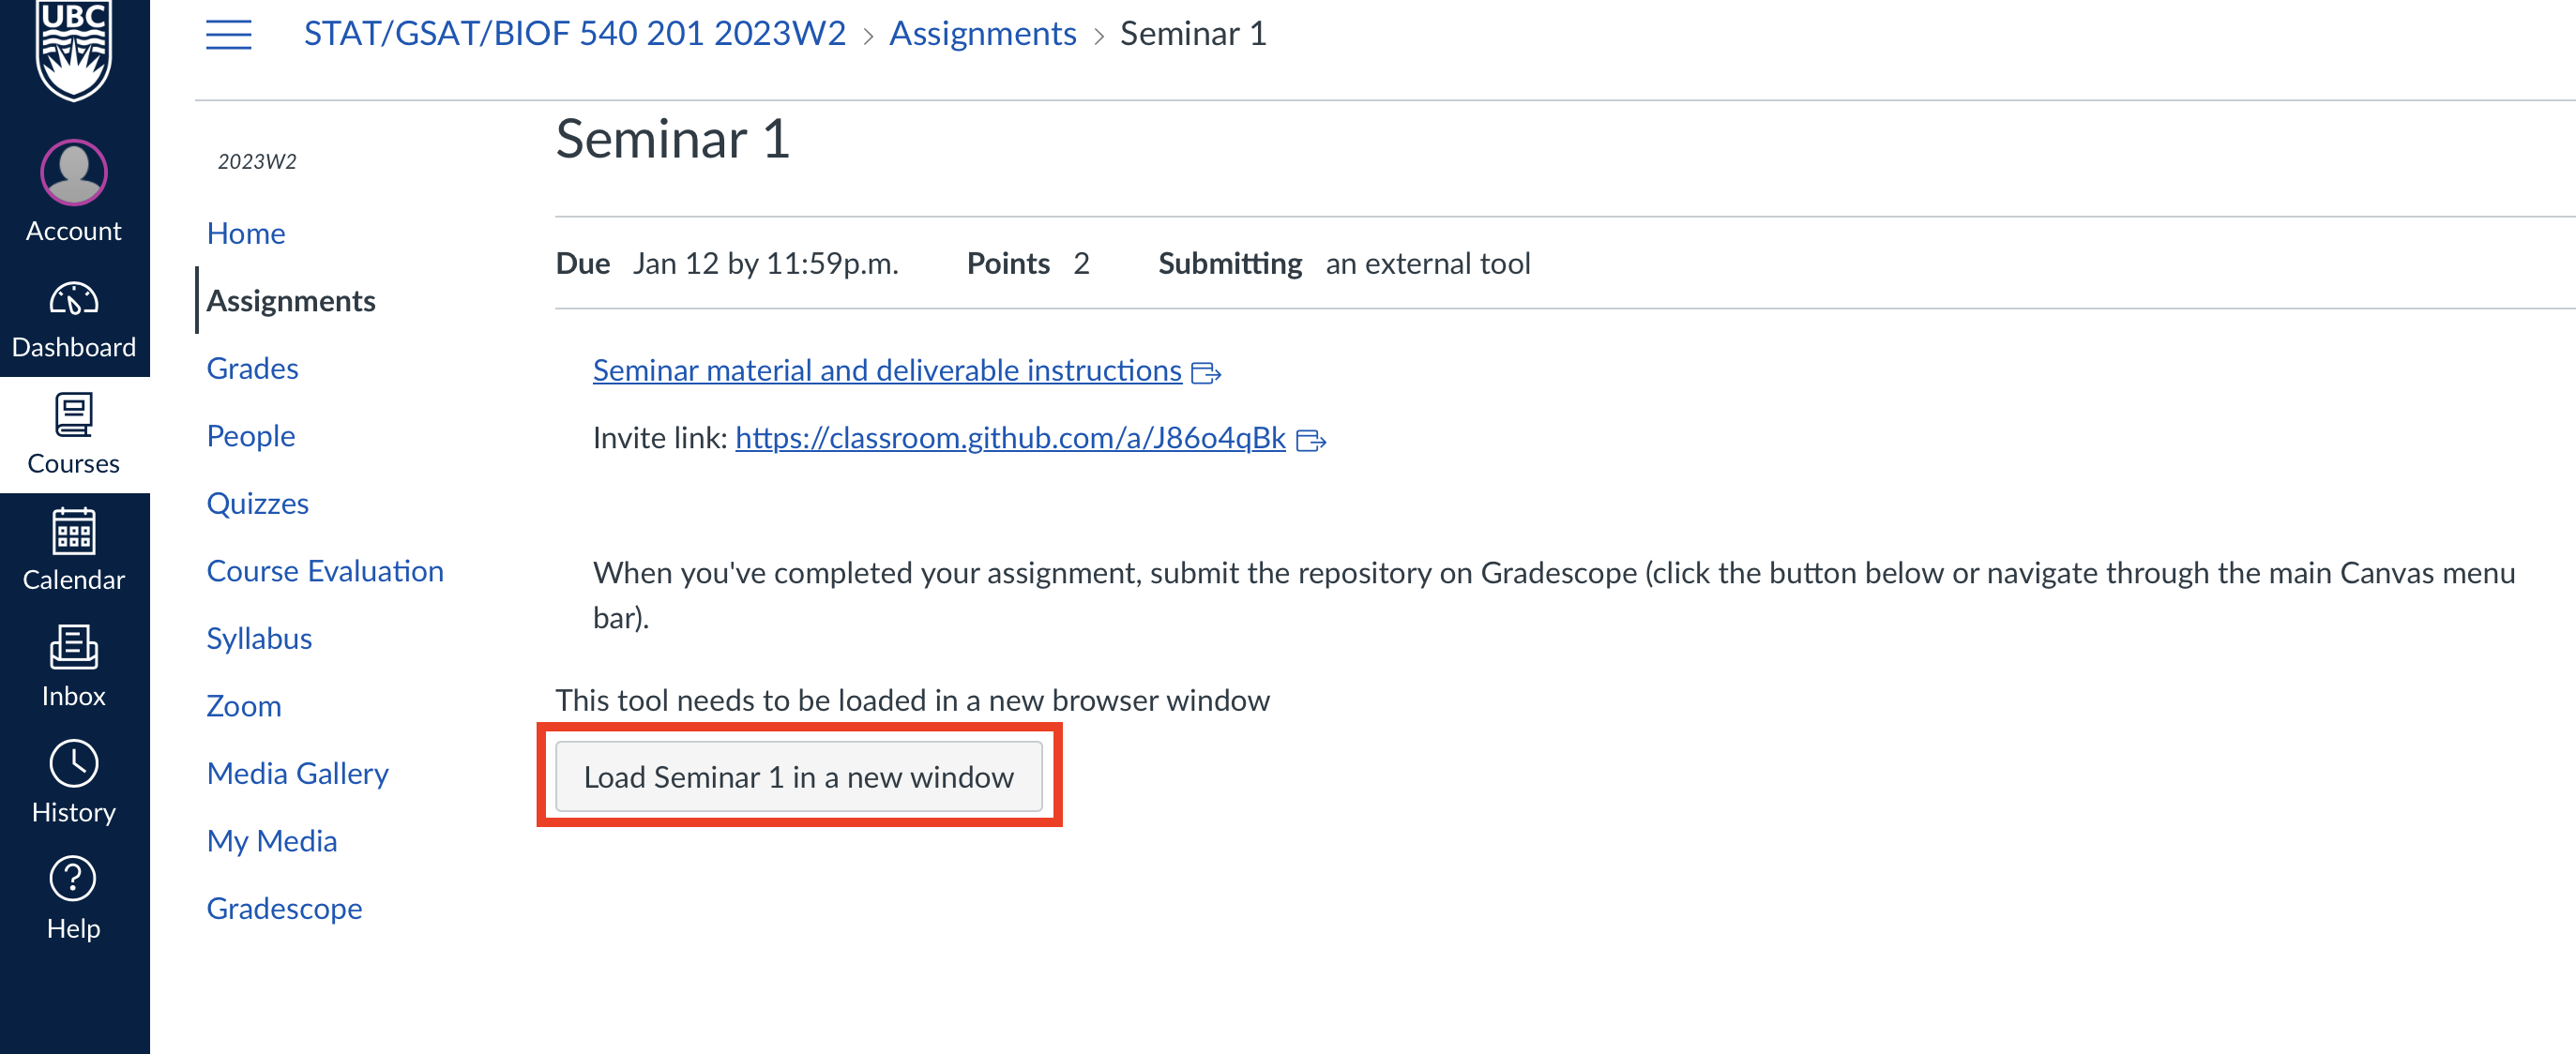 UBC
Account
Dashboard
Courses
Calendar
Inbox
History
Help
STAT/GSAT/BIOF 540 201 2023W2 > Assignments > Seminar 1
2023W2
Home
Assignments
Grades
People
Quizzes
Course Evaluation
Syllabus
Zoom
Media Gallery
My Media
Gradescope
Seminar 1
Due Jan 12 by 11:59p.m. Points 2 Submitting an external tool
Seminar material and deliverable instructions
Invite link: https://classroom.github.com/a/J86o4qBk
When you've completed your assignment, submit the repository on Gradescope (click the button below or navigate through the main Canvas menu
bar).
This tool needs to be loaded in a new browser window
Load Seminar 1 in a new window